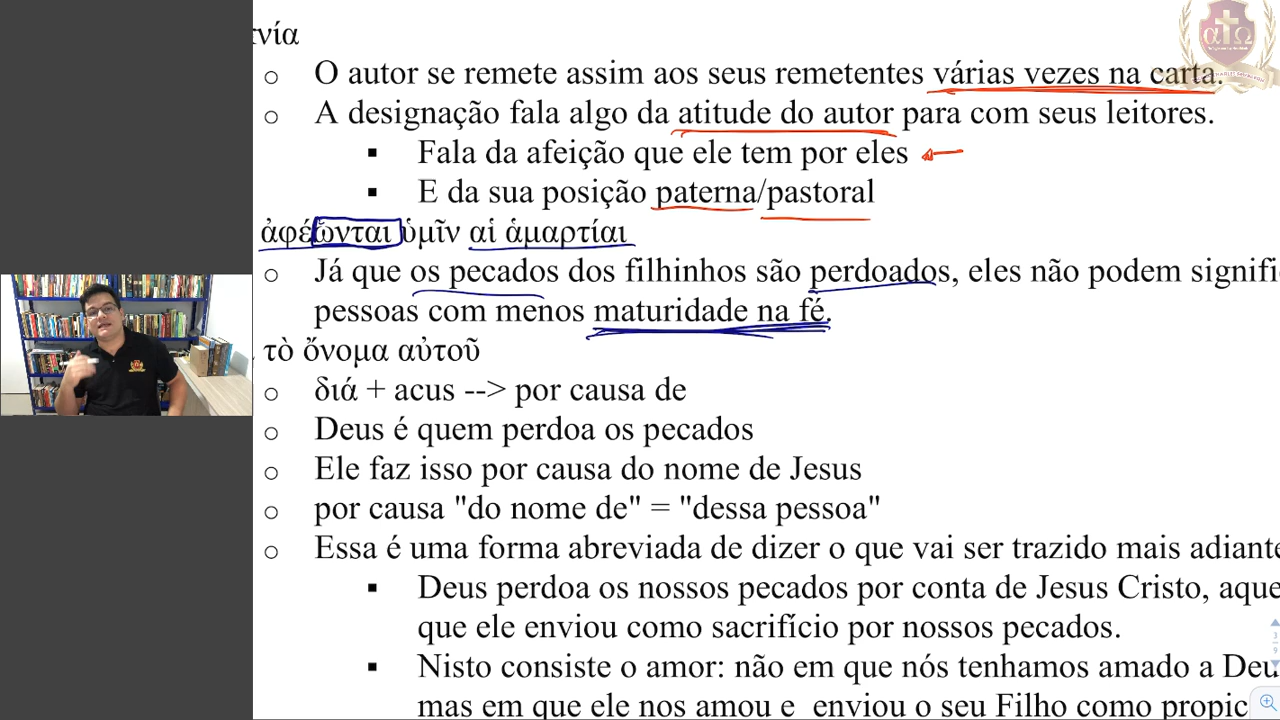 νία
o O autor se remete assim aos seus remetentes várias vezes na carta.
o A designação fala algo da atitude do autor para com seus leitores.
▪ Fala da afeição que ele tem por eles
▪ E da sua posição paterna/pastoral
ἀφέωνται ὑμῖν αἱ ἁμαρτίαι
o Já que os pecados dos filhinhos são perdoados, eles não podem signifi
pessoas com menos maturidade na fé.
τὸ ὄνομα αὐτοῦ
o διά + acus --> por causa de
o Deus é quem perdoa os pecados
o Ele faz isso por causa do nome de Jesus
o por causa "do nome de" = "dessa pessoa"
o Essa é uma forma abreviada de dizer o que vai ser trazido mais adiante
▪ Deus perdoa os nossos pecados por conta de Jesus Cristo, aque
que ele enviou como sacrifício por nossos pecados.
▪ Nisto consiste o amor: não em que nós tenhamos amado a Deu
mas em que ele nos amou e enviou o seu Filho como propic
α Ω
3
9